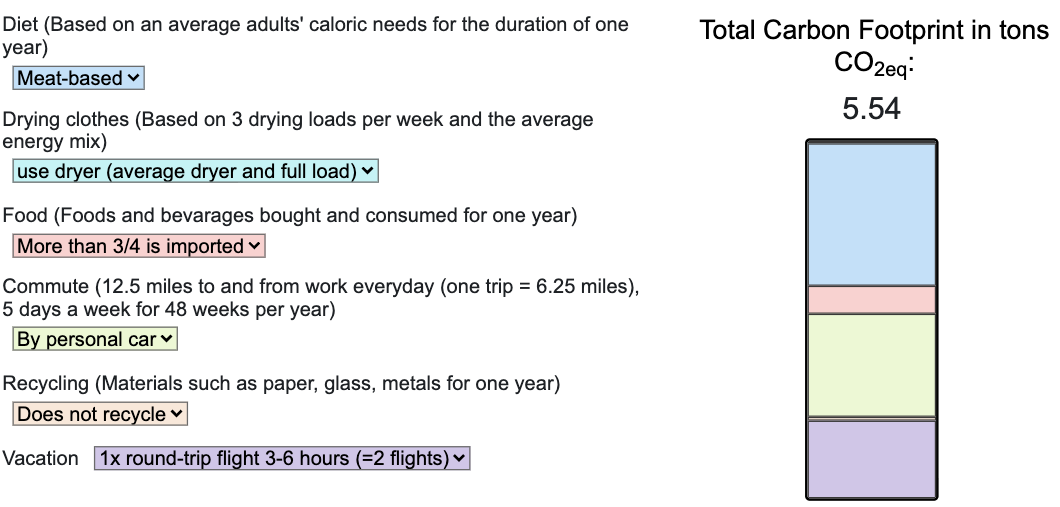 Diet (Based on an average adults' caloric needs for the duration of one
year)
Meat-based
Drying clothes (Based on 3 drying loads per week and the average
energy mix)
use dryer (average dryer and full load)
Food (Foods and bevarages bought and consumed for one year)
More than 3/4 is imported
Commute (12.5 miles to and from work everyday (one trip = 6.25 miles),
5 days a week for 48 weeks per year)
By personal car
Recycling (Materials such as paper, glass, metals for one year)
Does not recycle
Vacation 1x round-trip flight 3-6 hours (=2 flights)
Total Carbon Footprint in tons
CO2eq:
5.54